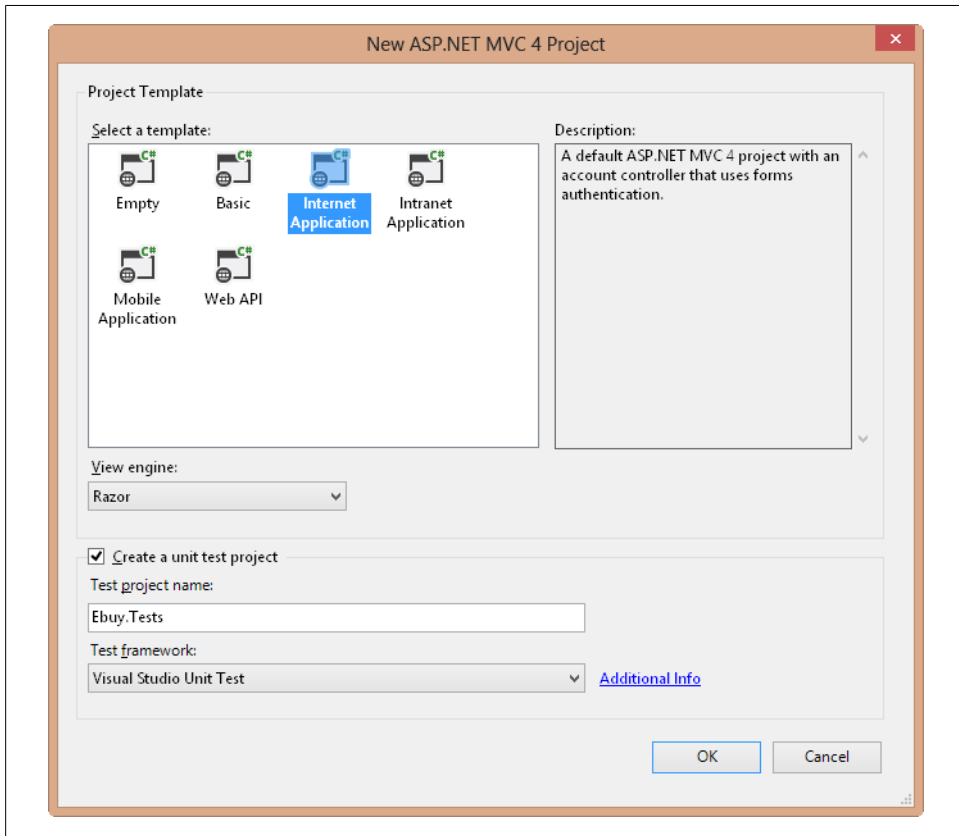 New ASP.NET MVC 4 Project
Project Template
Select a template:
C# C# C# C#
Empty Basic Internet Application Intranet Application
C# C#
Mobile Application Web API
Description:
A default ASP.NET MVC 4 project with an
account controller that uses forms
authentication.
View engine:
Razor
Create a unit test project
Test project name:
Ebuy.Tests
Test framework:
Visual Studio Unit Test
Additional Info
OK Cancel